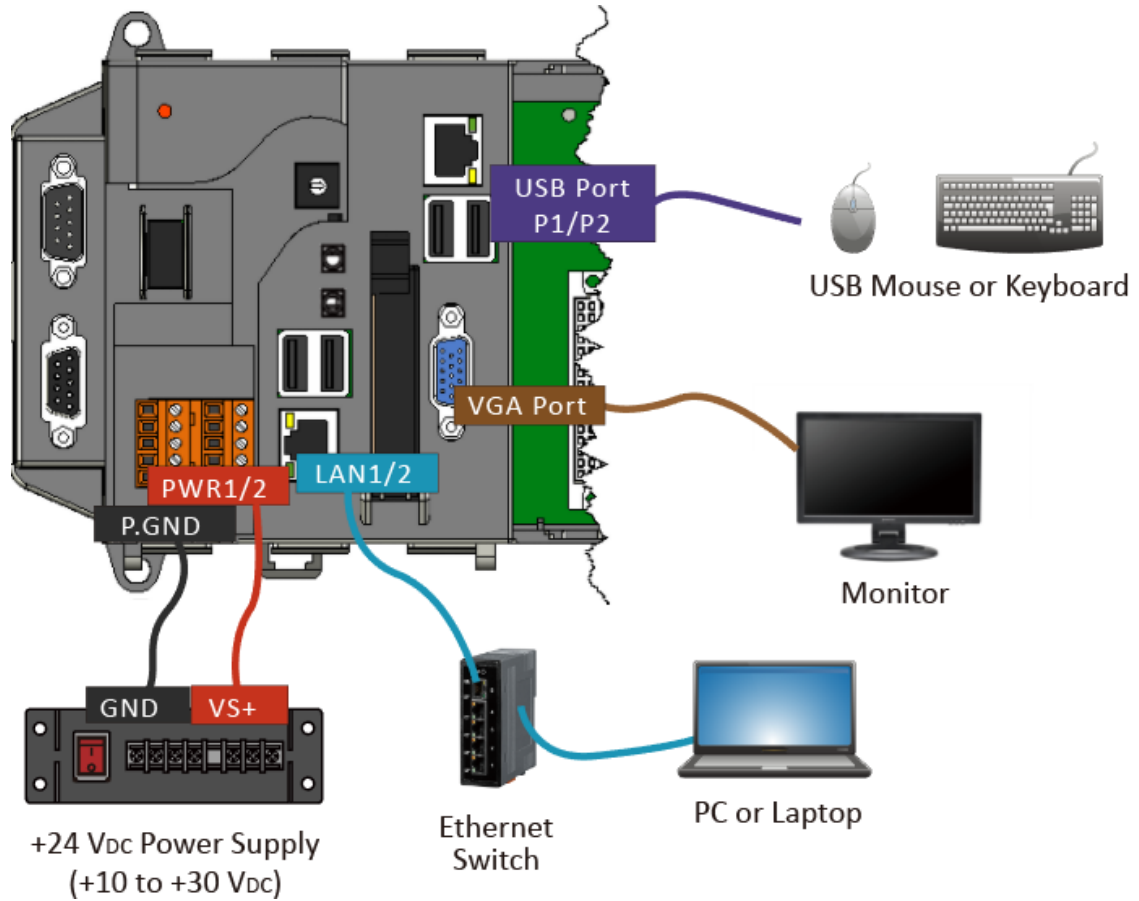 USB Port
P1/P2
USB Mouse or Keyboard
VGA Port
Monitor
LAN1/2
PWR1/2
P.GND
GND
VS+
+24 VDC Power Supply
(+10 to +30 VDC)
Ethernet
Switch
PC or Laptop